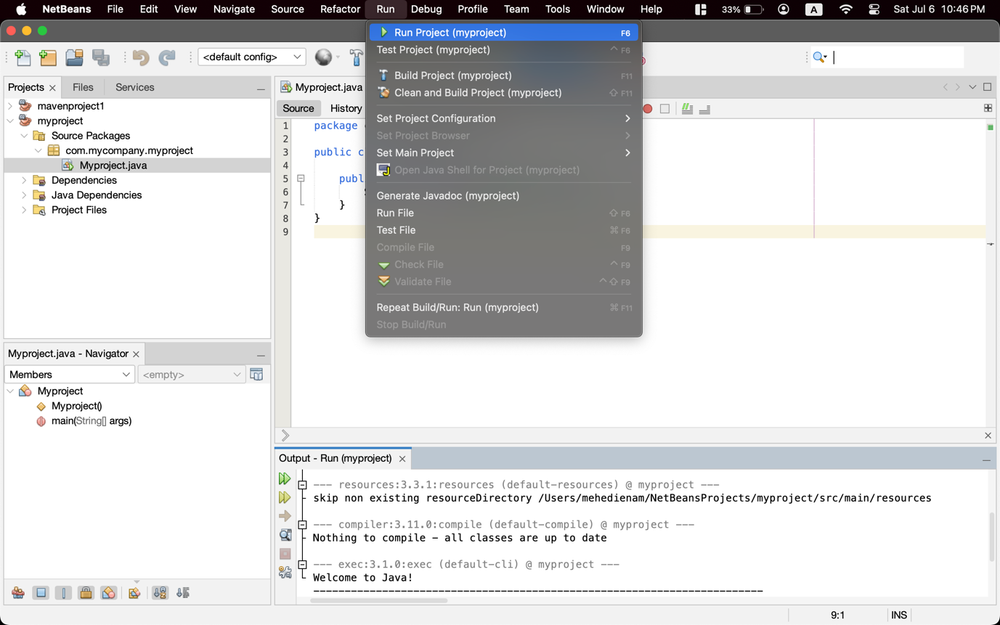 NetBeans File Edit View Navigate Source Refactor Run Debug Profile Team Tools Window Help 33% A Sat Jul 6 10:46 PM
<default config>
Projects Files Services
mavenproject1
myproject
Source Packages
com.mycompany.myproject
Myproject.java
Dependencies
Java Dependencies
Project Files
Myproject.java - Navigator
Members <empty>
Myproject
Myproject()
main(String[] args)
Myproject.java
Source History
1 package
2
3 public c
4
5 publ
6
7 }
8 }
9
Run Project (myproject) F6
Test Project (myproject) ^ F6
Build Project (myproject) F11
Clean and Build Project (myproject) ⇧ F11
Set Project Configuration
Set Project Browser
Set Main Project
Open Java Shell for Project (myproject)
Generate Javadoc (myproject)
Run File ⇧ F6
Test File ⌘ F6
Compile File F9
Check File ^ F9
Validate File ^ ⇧ F9
Repeat Build/Run: Run (myproject) ⌘ F11
Stop Build/Run
Output - Run (myproject)
--- resources:3.3.1:resources (default-resources) @ myproject ---
skip non existing resourceDirectory /Users/mehedienam/NetBeansProjects/myproject/src/main/resources
--- compiler:3.11.0:compile (default-compile) @ myproject ---
Nothing to compile - all classes are up to date
--- exec:3.1.0:exec (default-cli) @ myproject ---
Welcome to Java!
------------------------------------------------------------------------
9:1 INS